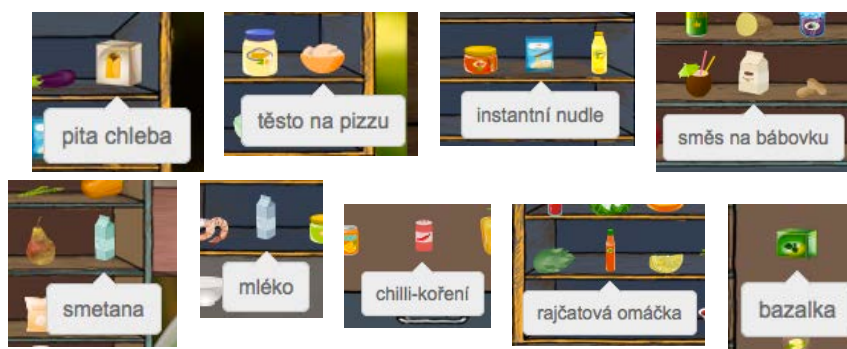 pita chleba
těsto na pizzu
instantní nudle
směs na bábovku
smetana
mléko
chilli-koření
rajčatová omáčka
bazalka